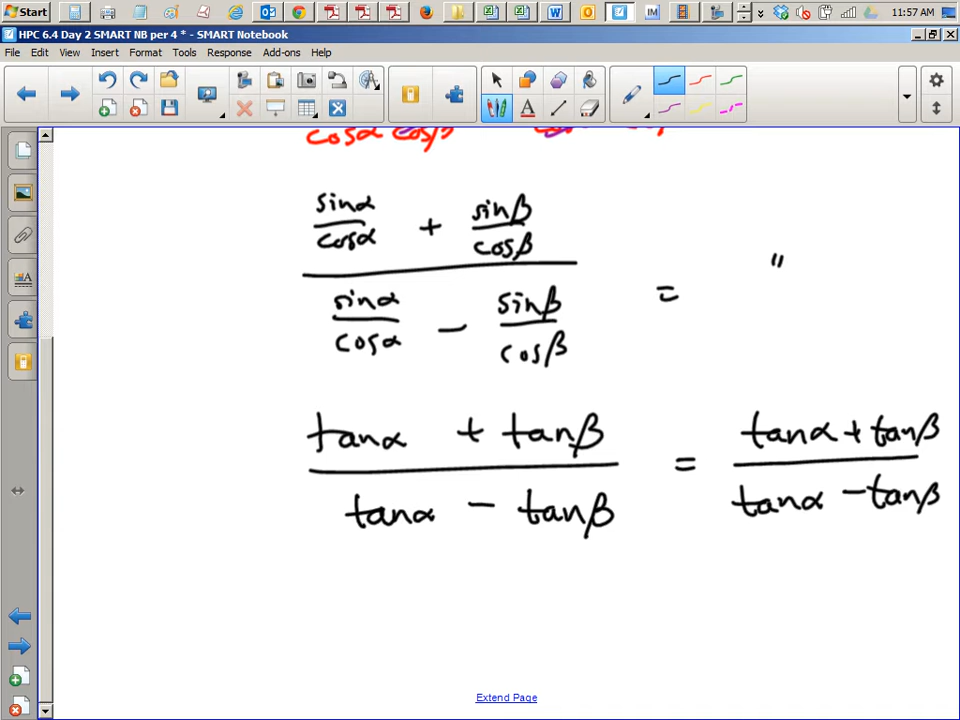 Start
11:57 AM
HPC 6.4 Day 2 SMART NB per 4 * - SMART Notebook
File Edit View Insert Format Tools Response Add-ons Help
cosα cosβ
sinα/cosα + sinβ/cosβ
sinα/cosα - sinβ/cosβ = "
tanα + tanβ = tanα + tanβ
tanα - tanβ tanα - tanβ
Extend Page